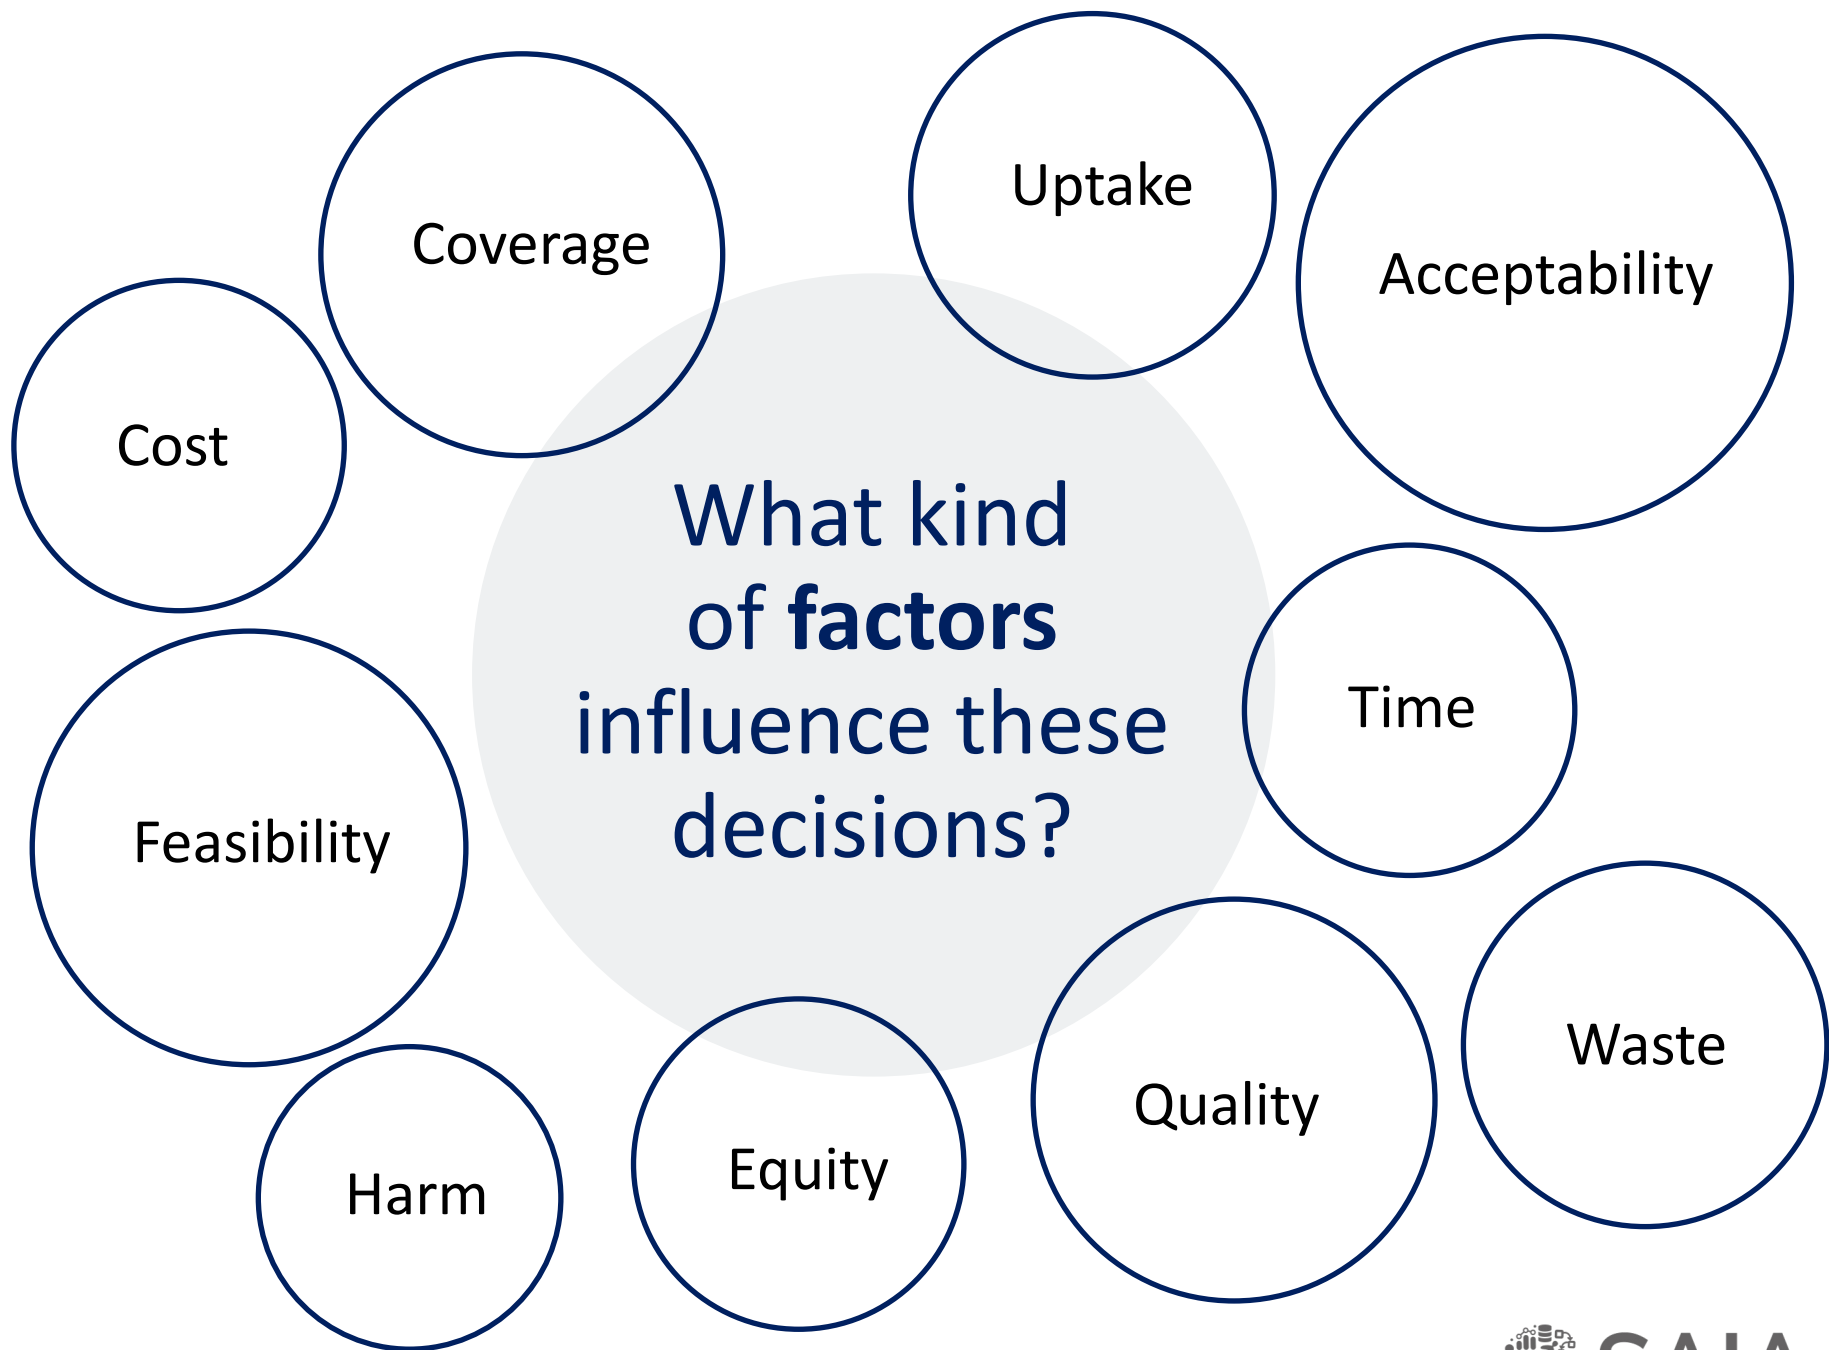 Uptake
Coverage
Acceptability
Cost
What kind
of factors
influence these
decisions?
Time
Feasibility
Waste
Quality
Equity
Harm